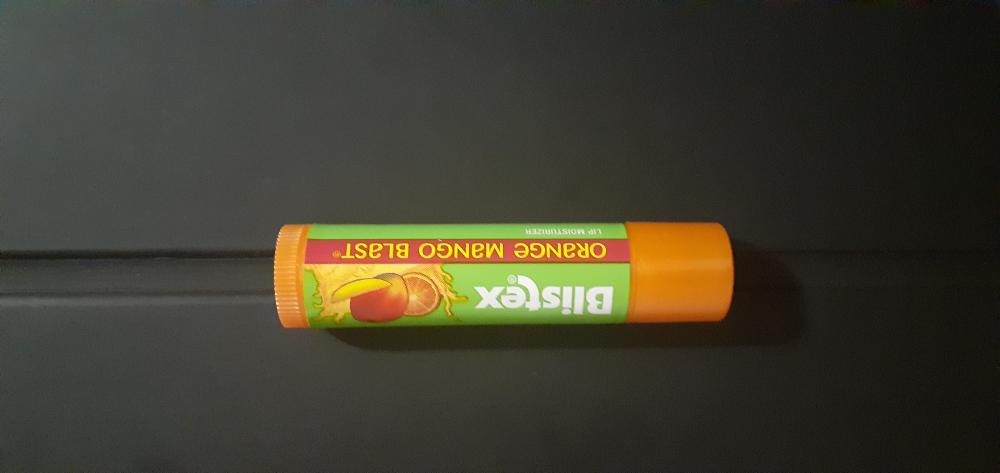 Blistex®
ORANGE MANGO BLAST®
LIP MOISTURIZER